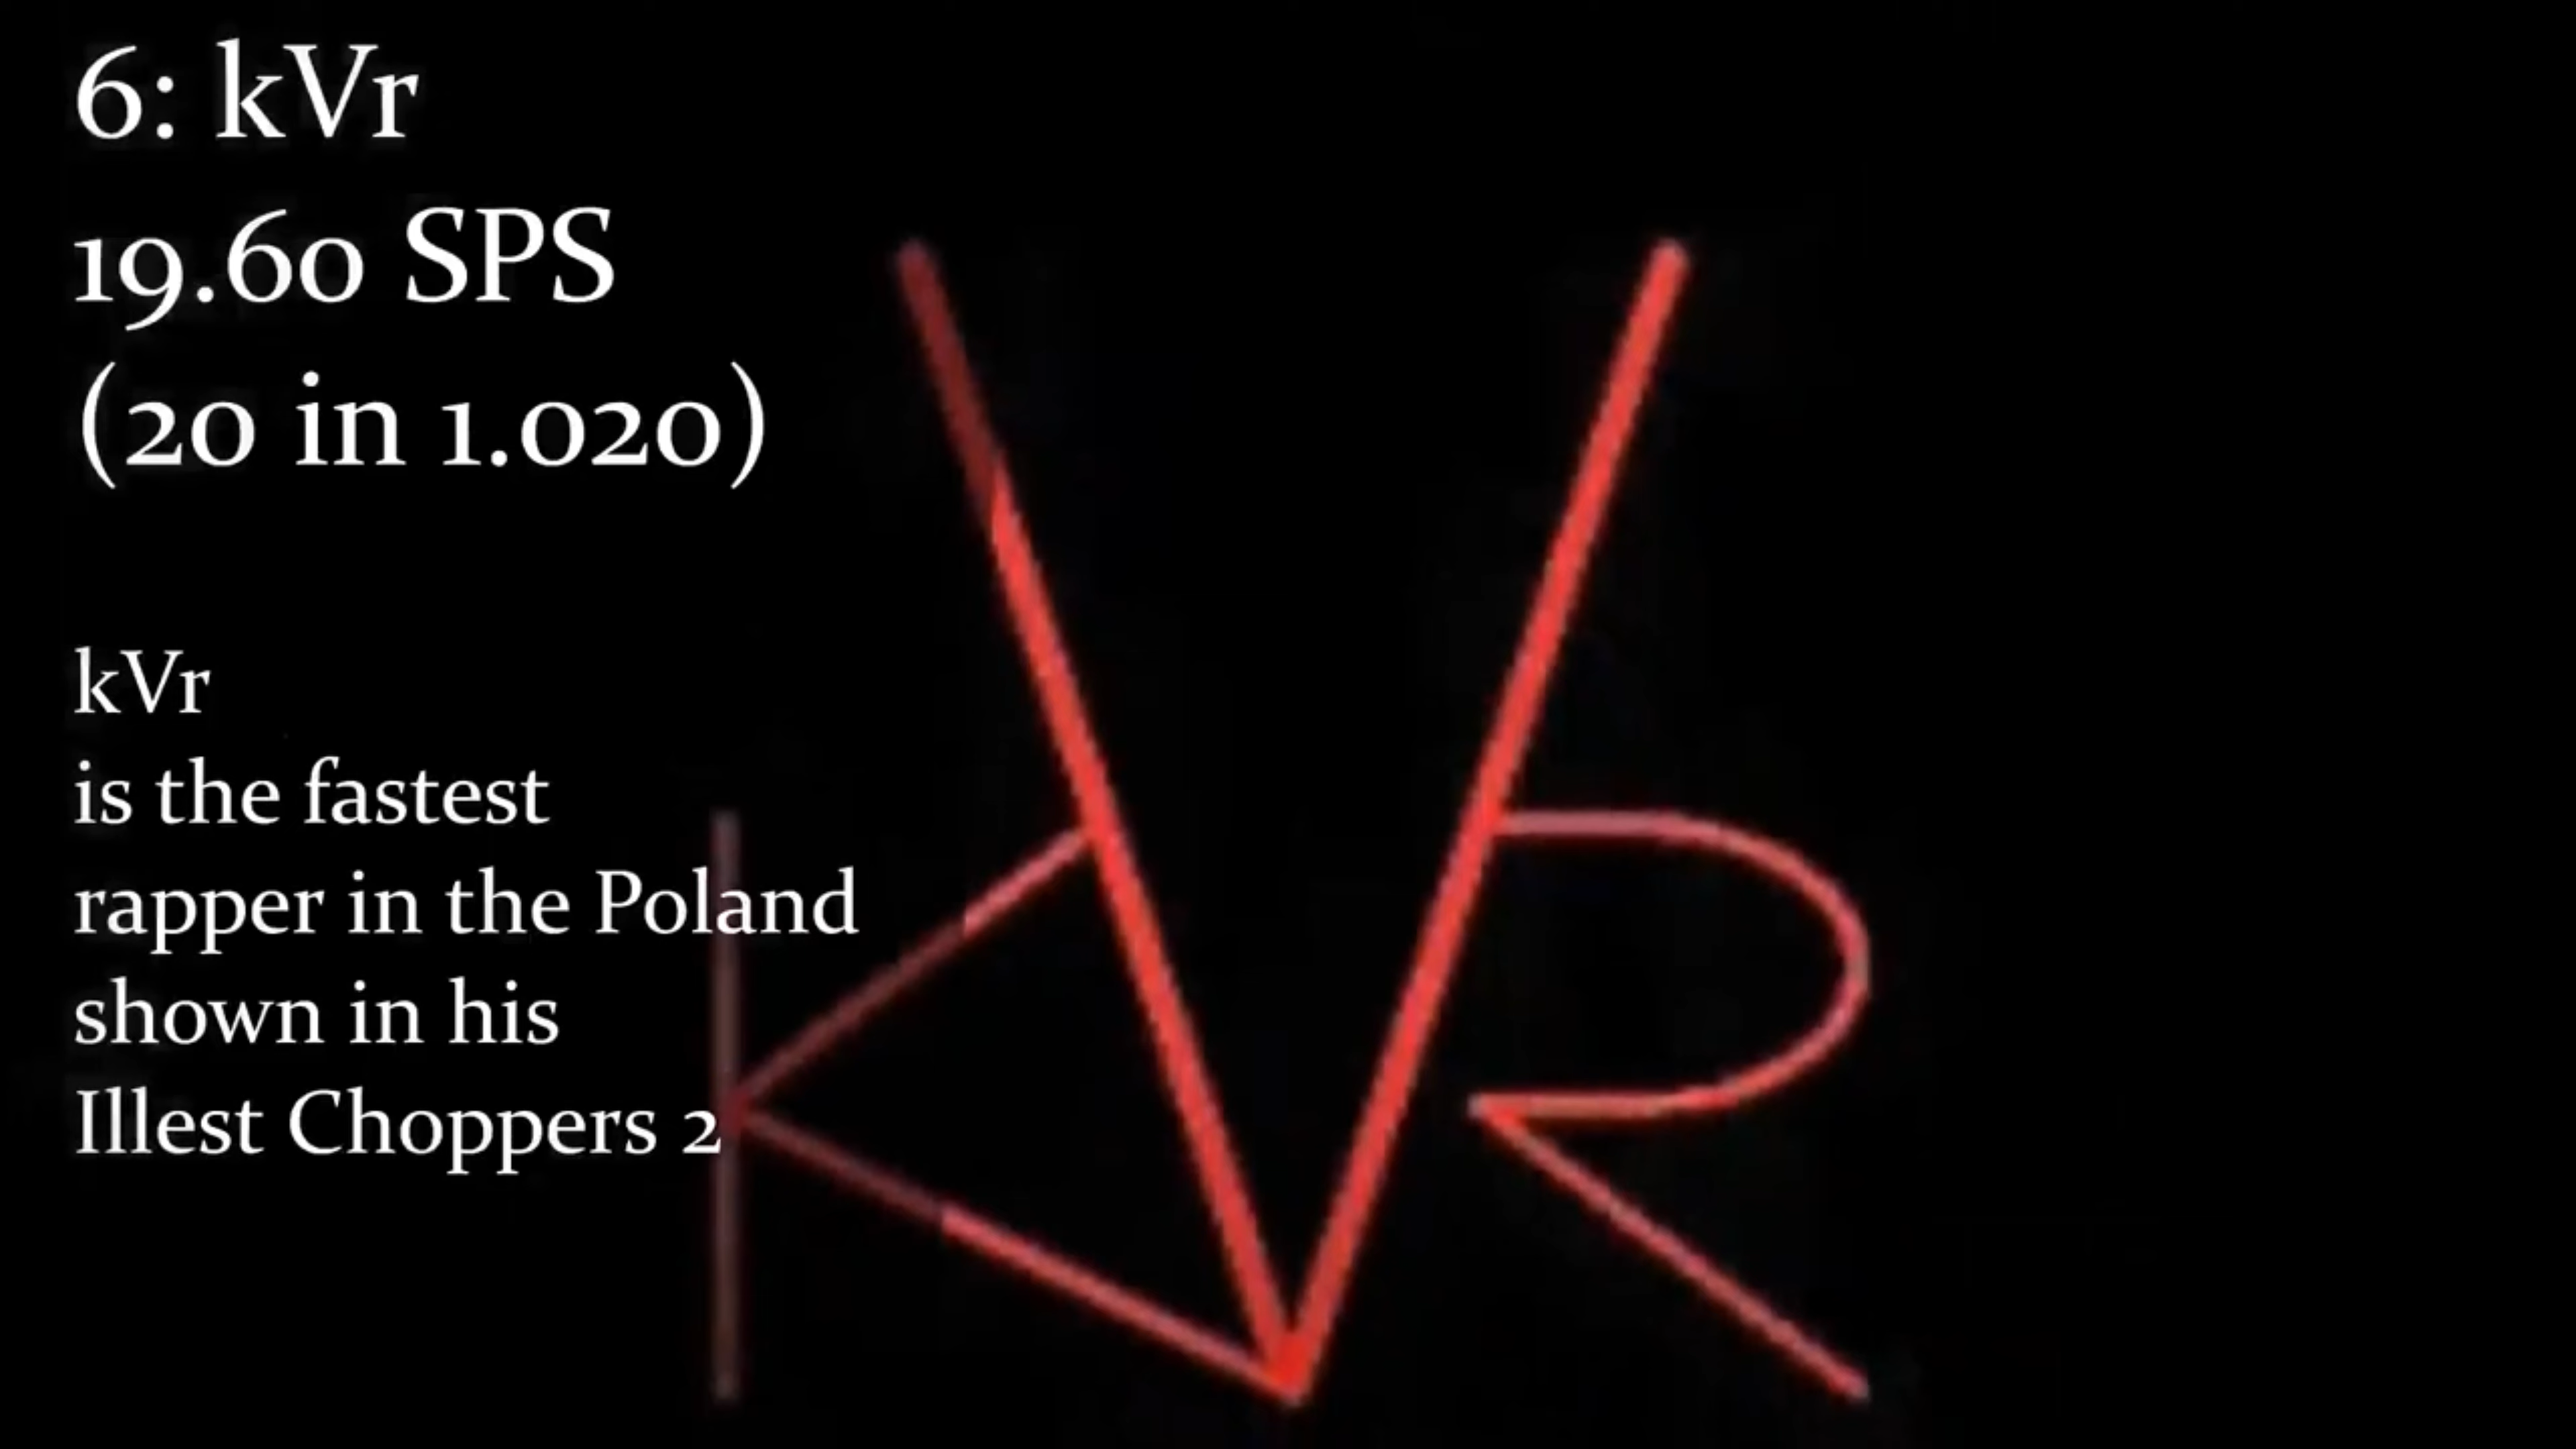 6: kVr
19.60 SPS
(20 in 1.020)
kVr
is the fastest
rapper in the Poland
shown in his
Illest Choppers 2
KVR